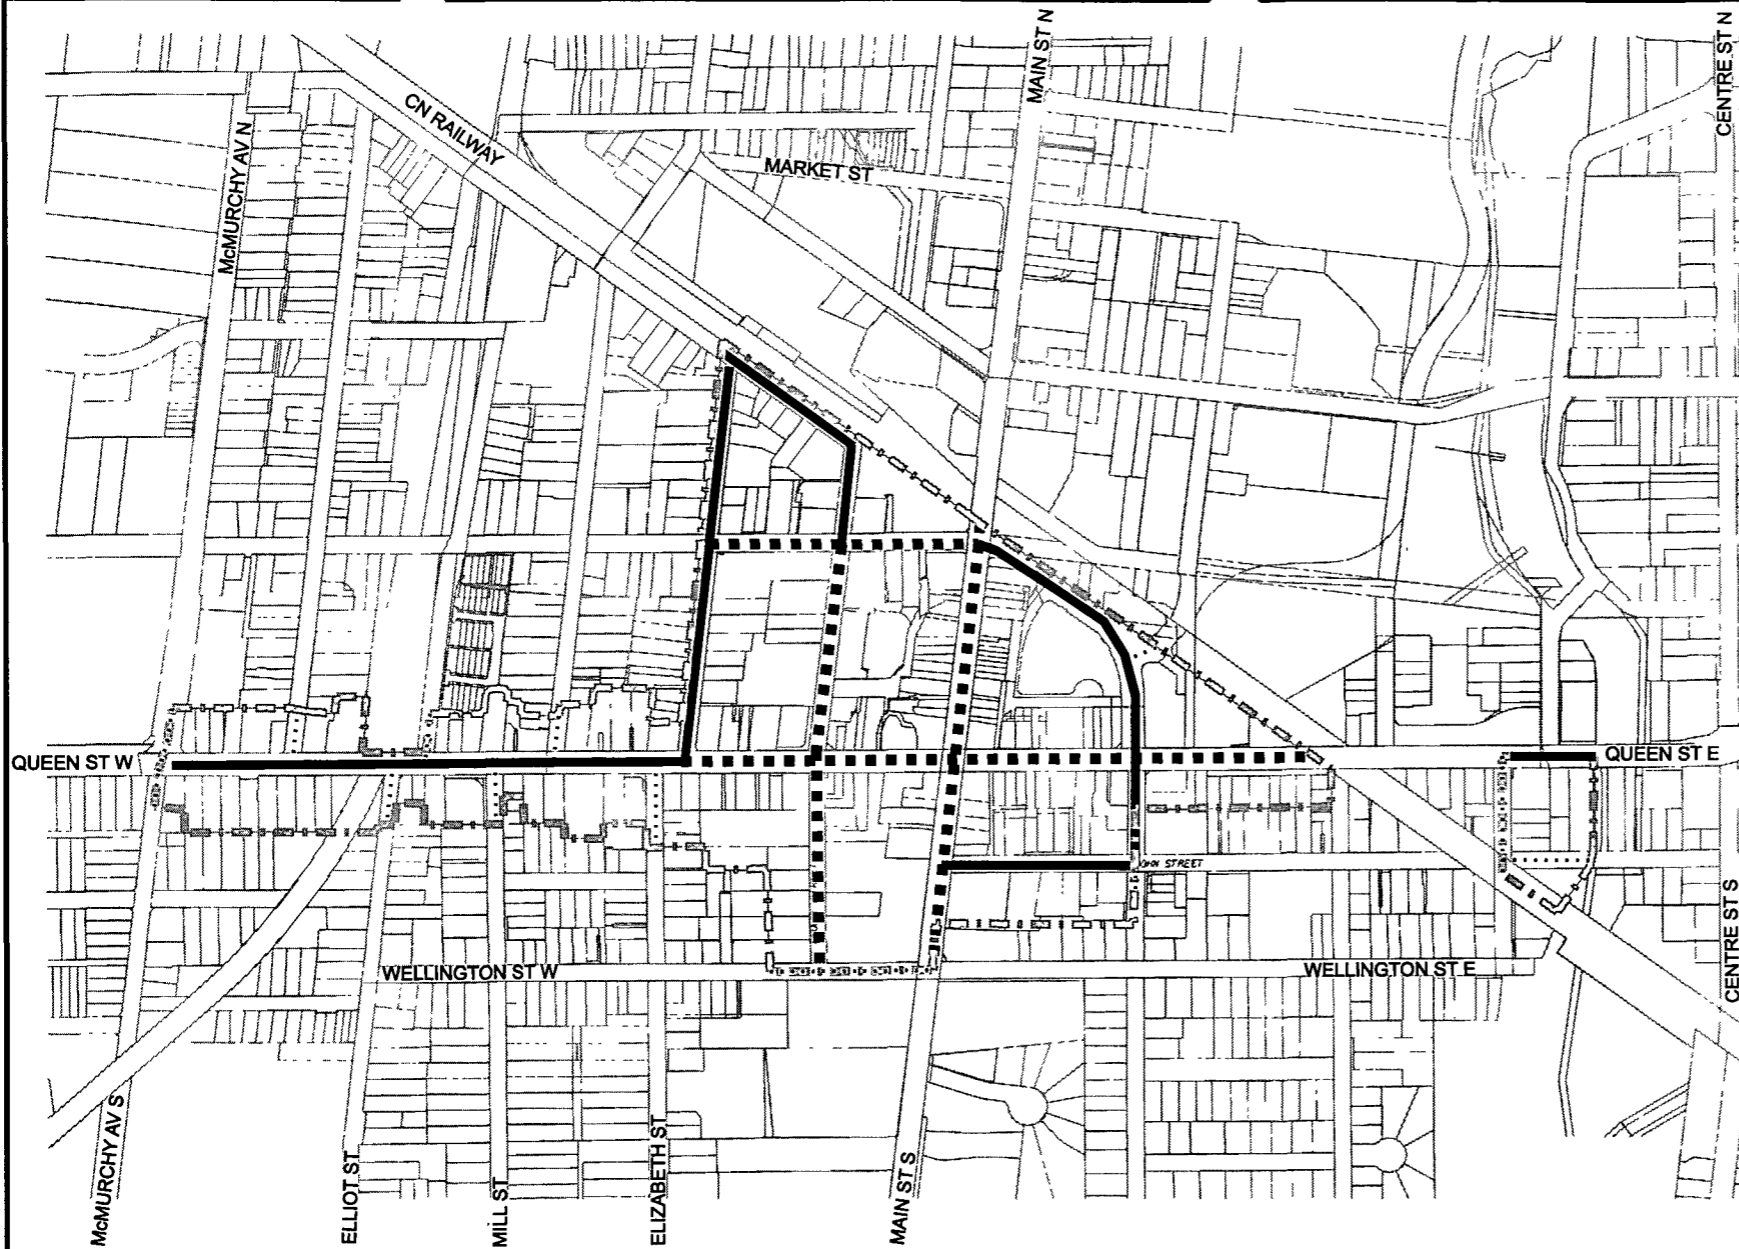 MAIN ST N
CENTRE ST N
CN RAILWAY
McMURCHY AV N
MARKET ST
QUEEN ST W
QUEEN ST E
WELLINGTON ST W
WELLINGTON ST E
CENTRE ST S
McMURCHY AV S
ELLIOT ST
MILL ST
ELIZABETH ST
MAIN ST S